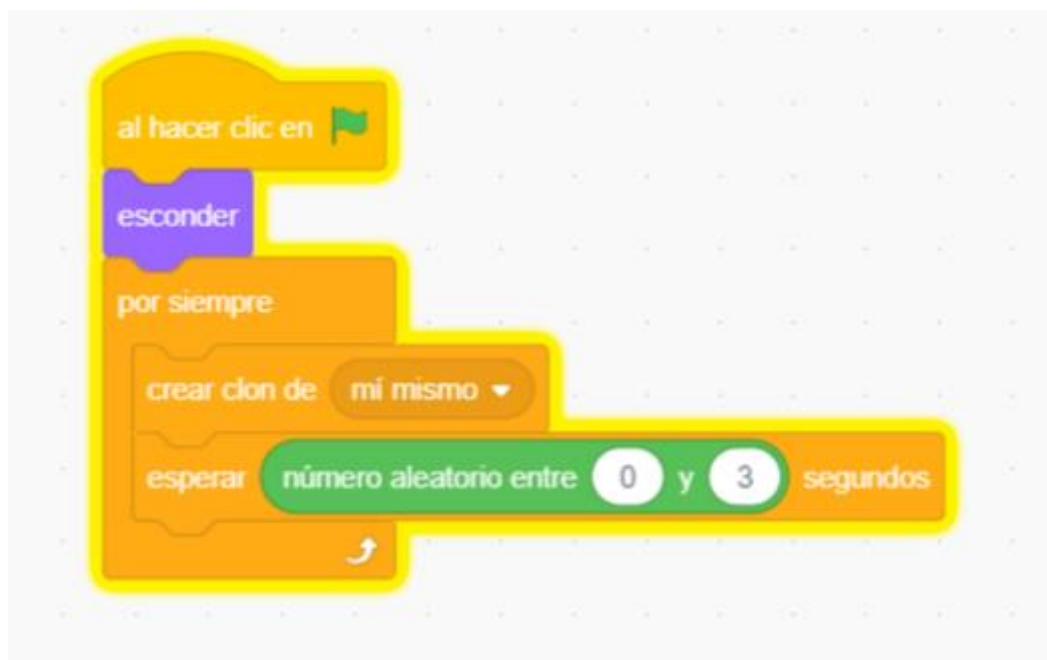 al hacer clic en
esconder
por siempre
crear clon de mí mismo
esperar número aleatorio entre 0 y 3 segundos